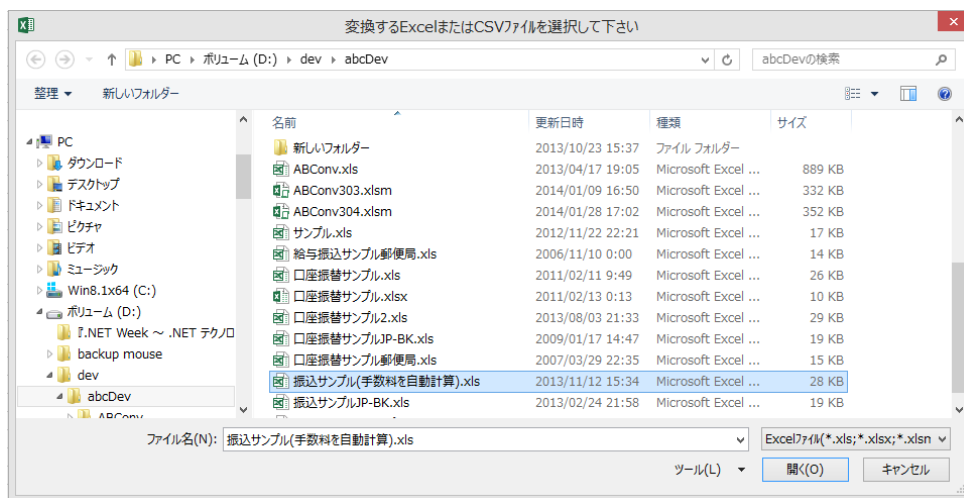 変換するExcelまたはCSVファイルを選択して下さい
PC ▸ ボリューム (D:) ▸ dev ▸ abcDev
abcDevの検索
整理
新しいフォルダー
PC
ダウンロード
デスクトップ
ドキュメント
ピクチャ
ビデオ
ミュージック
Win8.1x64 (C:)
ボリューム (D:)
『.NET Week ~ .NET テクノロ
backup mouse
dev
abcDev
ABConv
名前 更新日時 種類 サイズ
新しいフォルダー 2013/10/23 15:37 ファイル フォルダー
ABConv.xls 2013/04/17 19:05 Microsoft Excel ... 889 KB
ABConv303.xlsm 2014/01/09 16:50 Microsoft Excel ... 332 KB
ABConv304.xlsm 2014/01/28 17:02 Microsoft Excel ... 352 KB
サンプル.xls 2012/11/22 22:21 Microsoft Excel ... 17 KB
給与振込サンプル郵便局.xls 2006/11/10 0:00 Microsoft Excel ... 14 KB
口座振替サンプル.xls 2011/02/11 9:49 Microsoft Excel ... 26 KB
口座振替サンプル.xlsx 2011/02/13 0:13 Microsoft Excel ... 10 KB
口座振替サンプル2.xls 2013/08/03 21:33 Microsoft Excel ... 29 KB
口座振替サンプルJP-BK.xls 2009/01/17 14:47 Microsoft Excel ... 19 KB
口座振替サンプル郵便局.xls 2007/03/29 22:35 Microsoft Excel ... 15 KB
振込サンプル(手数料を自動計算).xls 2013/11/12 15:34 Microsoft Excel ... 28 KB
振込サンプルJP-BK.xls 2013/02/24 21:58 Microsoft Excel ... 19 KB
ファイル名(N): 振込サンプル(手数料を自動計算).xls
Excelファイル(*.xls;*.xlsx;*.xlsn
ツール(L)
開く(O)
キャンセル